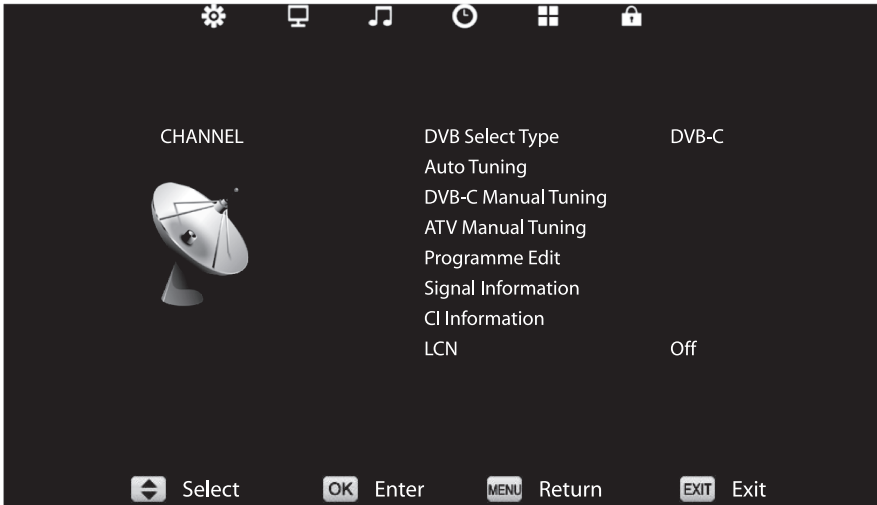 CHANNEL
DVB Select Type DVB-C
Auto Tuning
DVB-C Manual Tuning
ATV Manual Tuning
Programme Edit
Signal Information
CI Information
LCN Off
Select OK Enter MENU Return EXIT Exit